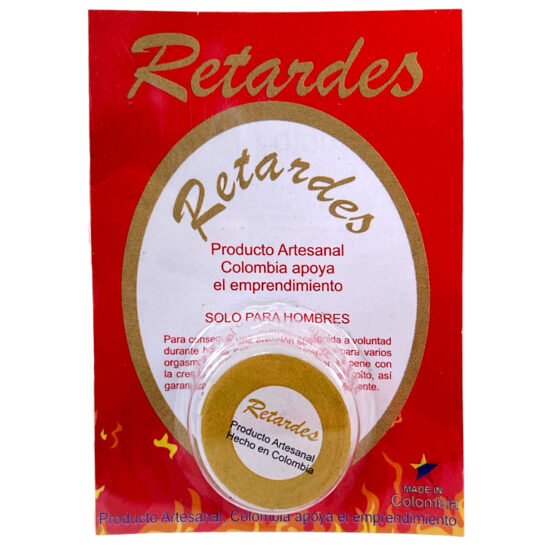 Retardes
Retardes
Producto Artesanal
Colombia apoya
el emprendimiento
SOLO PARA HOMBRES
Para a voluntad
durante para varios
pene con
la así
Retardes
Producto Artesanal
Hecho en Colombia
MADE IN
Colombia
Producto Artesanal, Colombia apoya el emprendimiento